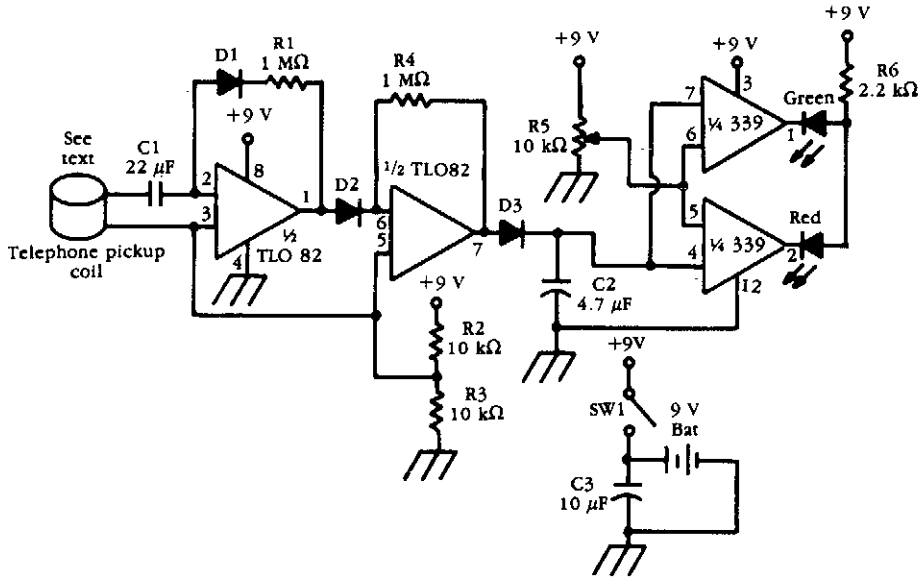 D1
R1
1 MΩ
R4
1 MΩ
+9 V
+9 V
+9 V
R6
2.2 kΩ
+9 V
See
text
C1
22 μF
2
8
3
1
4
½
TLO 82
Telephone pickup
coil
D2
½ TLO82
6
5
7
D3
R5
10 kΩ
7
3
6
¼ 339
1
Green
5
4
¼ 339
2
Red
12
C2
4.7 μF
+9 V
R2
10 kΩ
R3
10 kΩ
+9V
SW1
9 V
Bat
C3
10 μF